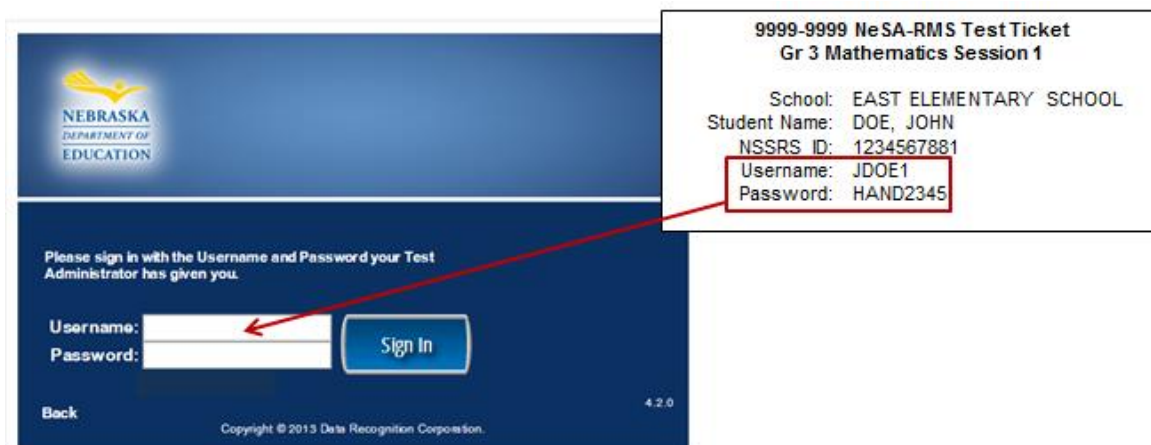 9999-9999 NeSA-RMS Test Ticket
Gr 3 Mathematics Session 1
School: EAST ELEMENTARY SCHOOL
Student Name: DOE, JOHN
NSSRS ID: 1234567881
Username: JDOE1
Password: HAND2345
NEBRASKA
DEPARTMENT OF
EDUCATION
Please sign in with the Username and Password your Test
Administrator has given you.
Username:
Password:
Sign In
Back
4.2.0
Copyright © 2013 Data Recognition Corporation.